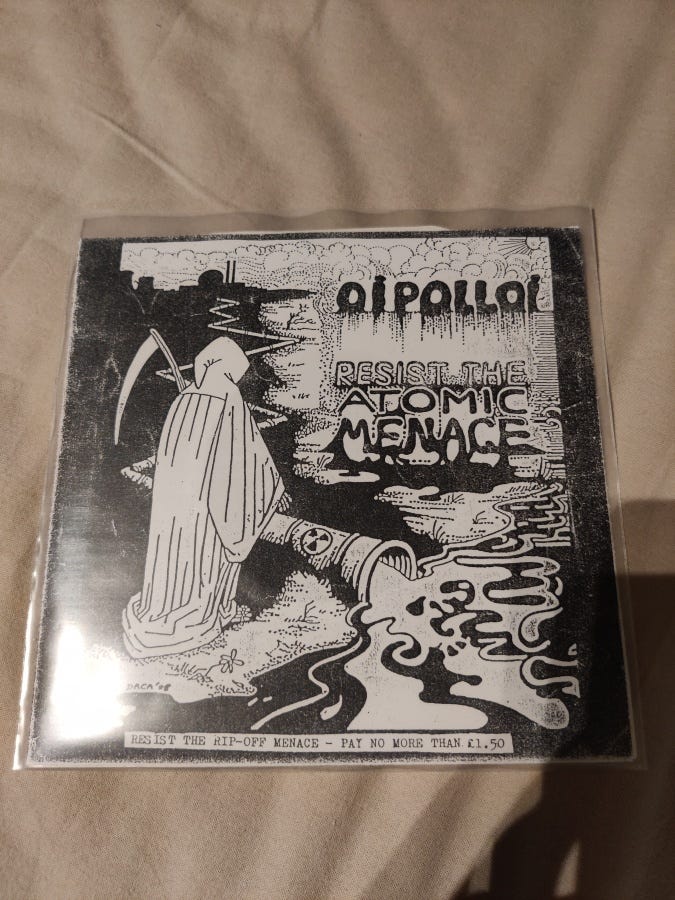 oi polloi
RESIST THE
ATOMIC
MENACE
RESIST THE RIP-OFF MENACE - PAY NO MORE THAN £1.50